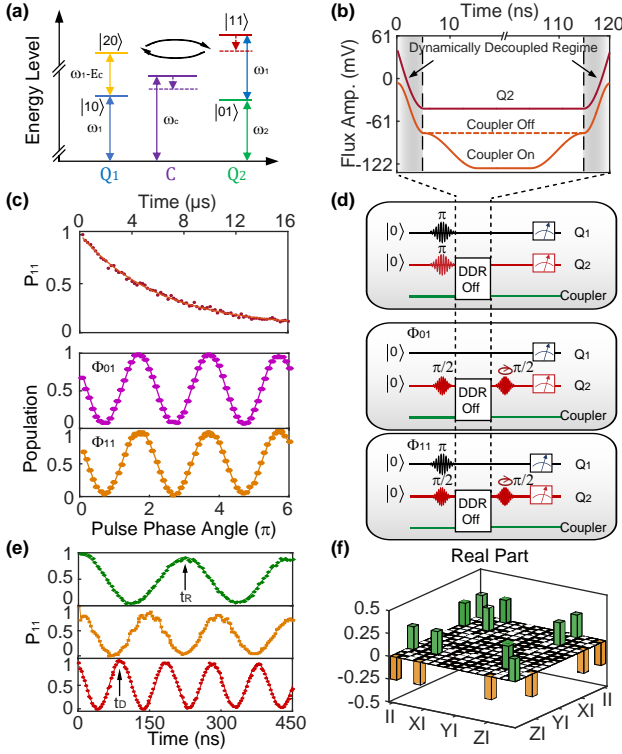 (a)
Energy Level
|20⟩
|11⟩
ω₁-Ec
ω₁
|10⟩
|01⟩
ω₁
ωc
ω₂
Q1
C
Q2
(b)
Time (ns)
0 10 110 120
61
0
-61
-122
Flux Amp. (mV)
Dynamically Decoupled Regime
Q2
Coupler Off
Coupler On
(c)
Time (μs)
0 4 8 12 16
1
0.5
0
P₁₁
1
0.5
0
Φ₀₁
Population
1
0.5
0
Φ₁₁
0 2 4 6
Pulse Phase Angle (π)
(d)
|0⟩ π Q₁
|0⟩ π Q₂
DDR
Off
Coupler
Φ₀₁
|0⟩ Q₁
|0⟩ π/2 π/2 Q₂
DDR
Off
Coupler
Φ₁₁
|0⟩ π Q₁
|0⟩ π/2 π/2 Q₂
DDR
Off
Coupler
(e)
1
0.5
0
tR
1
0.5
0
P₁₁
1
0.5
0
tD
0 150 300 450
Time (ns)
(f)
Real Part
0.5
0.25
0
-0.25
-0.5
II XI YI ZI
ZI YI XI II